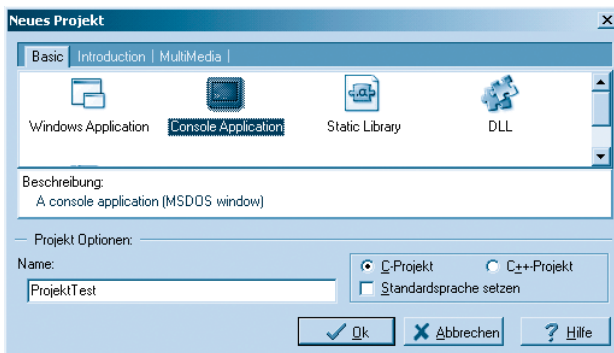 Neues Projekt
Basic Introduction MultiMedia
Windows Application Console Application Static Library DLL
Beschreibung:
A console application (MSDOS window)
Projekt Optionen:
Name:
ProjektTest
C-Projekt C++-Projekt
Standardsprache setzen
Ok Abbrechen ? Hilfe